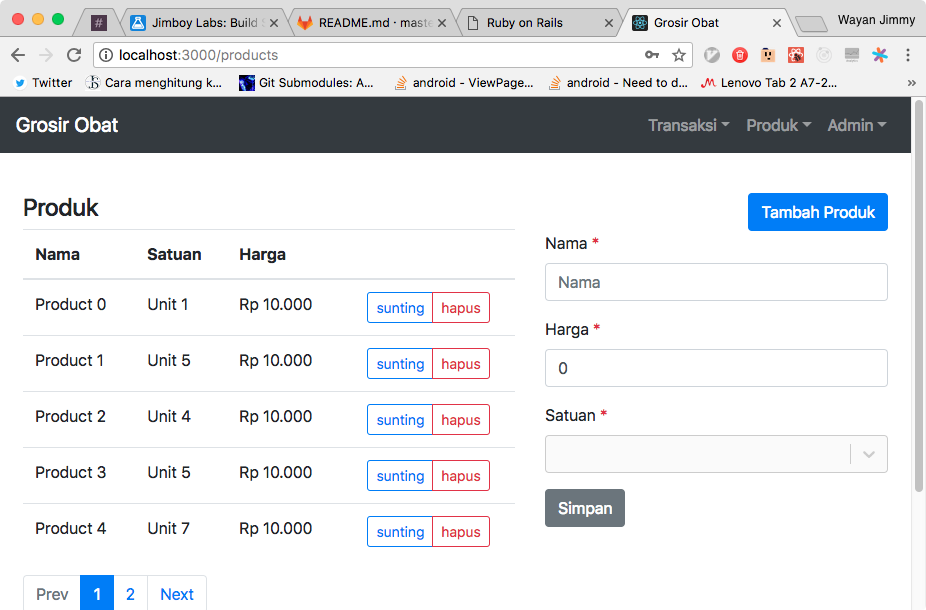 # Jimboy Labs: Build S README.md · maste Ruby on Rails Grosir Obat Wayan Jimmy
localhost:3000/products
Twitter Cara menghitung k... Git Submodules: A... android - ViewPage... android - Need to d... Lenovo Tab 2 A7-2... »
Grosir Obat Transaksi Produk Admin
Produk Tambah Produk
Nama Satuan Harga
Product 0 Unit 1 Rp 10.000 sunting hapus
Product 1 Unit 5 Rp 10.000 sunting hapus
Product 2 Unit 4 Rp 10.000 sunting hapus
Product 3 Unit 5 Rp 10.000 sunting hapus
Product 4 Unit 7 Rp 10.000 sunting hapus
Prev 1 2 Next
Nama *
Nama
Harga *
0
Satuan *
Simpan